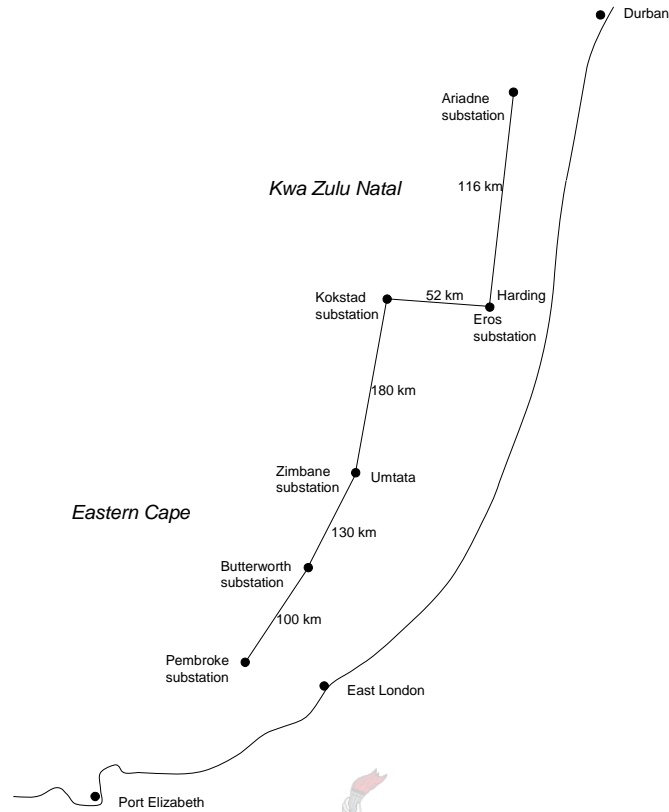 Durban
Ariadne
substation
116 km
Kwa Zulu Natal
Kokstad
substation
52 km
Harding
Eros
substation
180 km
Zimbane
substation
Umtata
Eastern Cape
130 km
Butterworth
substation
100 km
Pembroke
substation
East London
Port Elizabeth